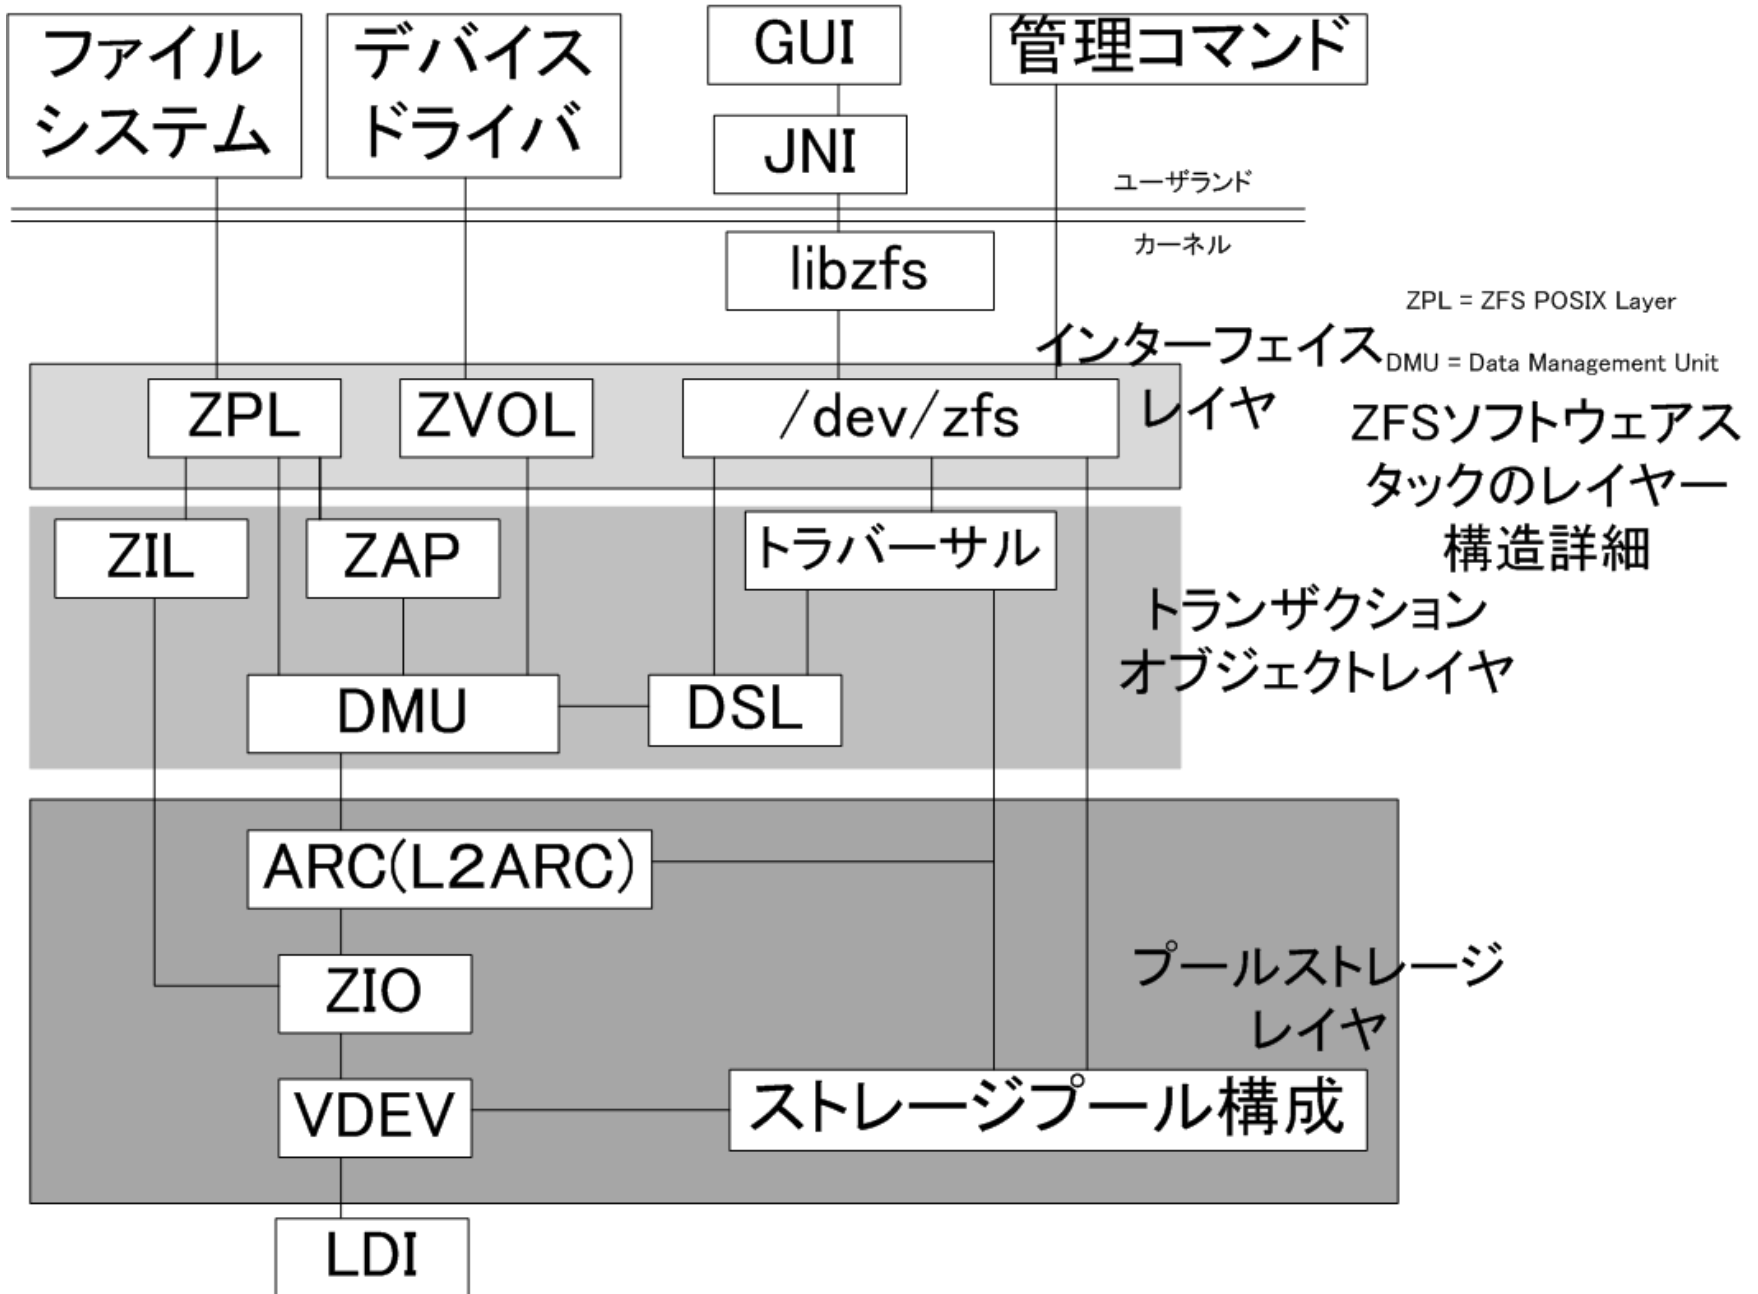 ファイル
システム
デバイス
ドライバ
GUI
管理コマンド
JNI
ユーザランド
カーネル
libzfs
ZPL = ZFS POSIX Layer
インターフェイス
レイヤ
DMU = Data Management Unit
ZPL
ZVOL
/dev/zfs
ZFSソフトウェアス
タックのレイヤー
構造詳細
ZIL
ZAP
トラバーサル
トランザクション
オブジェクトレイヤ
DMU
DSL
ARC(L2ARC)
プールストレージ
レイヤ
ZIO
VDEV
ストレージプール構成
LDI